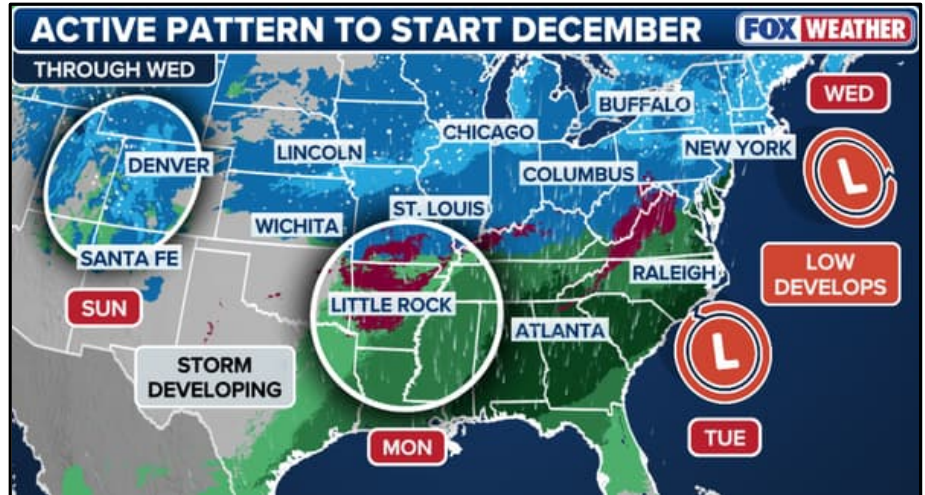 ACTIVE PATTERN TO START DECEMBER
FOX WEATHER
THROUGH WED
WED
BUFFALO
CHICAGO
NEW YORK
DENVER
LINCOLN
COLUMBUS
L
ST. LOUIS
WICHITA
SANTA FE
LOW
DEVELOPS
RALEIGH
SUN
LITTLE ROCK
ATLANTA
L
STORM
DEVELOPING
MON
TUE